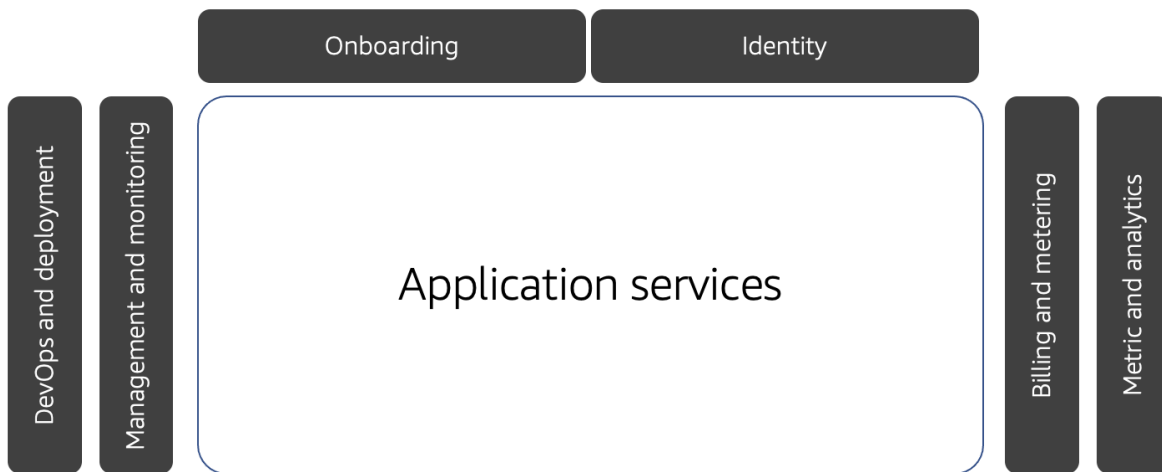 Onboarding
Identity
DevOps and deployment
Management and monitoring
Application services
Billing and metering
Metric and analytics